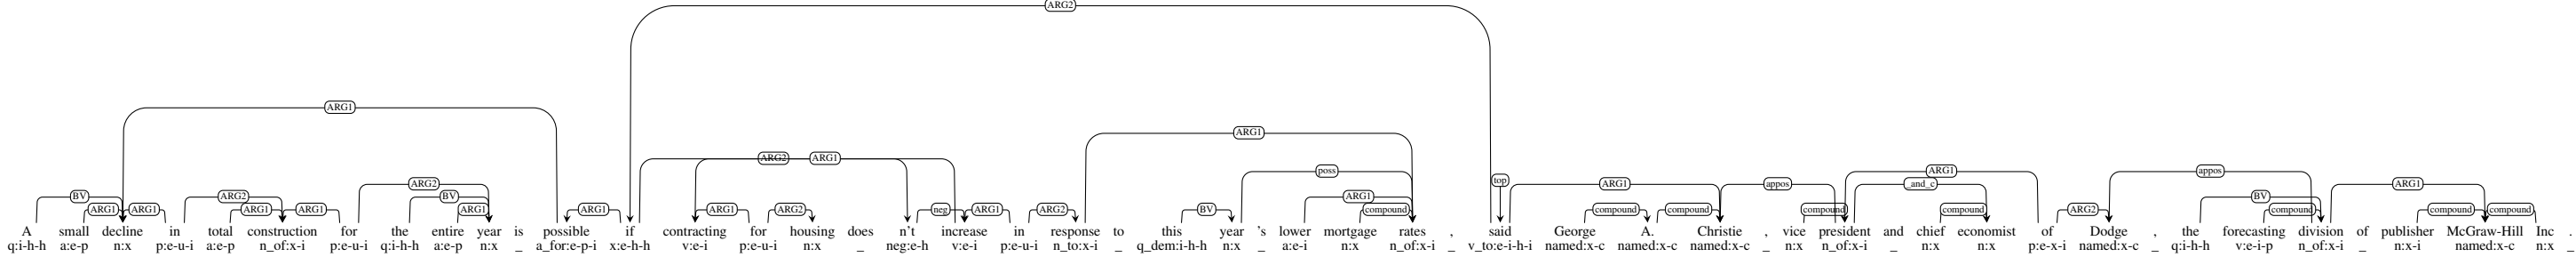 ARG2
ARG1
ARG1
ARG2 ARG1 poss top ARG1 appos
ARG2 ARG1 appos _and_c ARG1
BV ARG2 BV ARG1 BV
ARG1 ARG1 ARG1 ARG1 ARG1 ARG1 ARG1 ARG2 neg ARG1 ARG2 BV compound compound compound compound compound ARG2 compound compound compound
A small decline in total construction for the entire year is possible if contracting for housing does n't increase in response to this year 's lower mortgage rates , said George A. Christie , vice president and chief economist of Dodge , the forecasting division of publisher McGraw-Hill Inc .
q:i-h-h a:e-p n:x p:e-u-i a:e-p n_of:x-i p:e-u-i q:i-h-h a:e-p n:x _ a_for:e-p-i x:e-h-h v:e-i p:e-u-i n:x _ neg:e-h v:e-i p:e-u-i n_to:x-i _ q_dem:i-h-h n:x _ a:e-i n:x n_of:x-i _ v_to:e-i-h-i named:x-c named:x-c named:x-c _ n:x n_of:x-i _ n:x n:x p:e-x-i named:x-c _ q:i-h-h v:e-i-p n_of:x-i _ n:x-i named:x-c n:x _